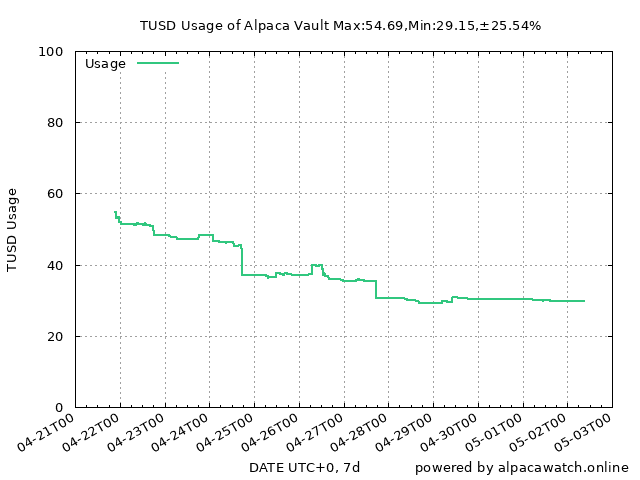 TUSD Usage of Alpaca Vault Max:54.69,Min:29.15,±25.54%
Usage
100
80
60
40
20
0
TUSD Usage
04-21T00
04-22T00
04-23T00
04-24T00
04-25T00
04-26T00
04-27T00
04-28T00
04-29T00
04-30T00
05-01T00
05-02T00
05-03T00
DATE UTC+0, 7d
powered by alpacawatch.online